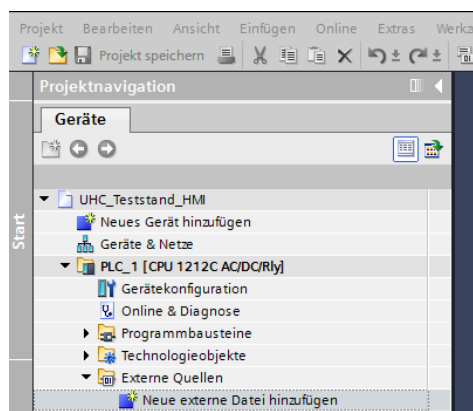 Projekt Bearbeiten Ansicht Einfügen Online Extras
Projekt speichern
Projektnavigation
Geräte
Start
UHC_Teststand_HMI
Neues Gerät hinzufügen
Geräte & Netze
PLC_1 [CPU 1212C AC/DC/Rly]
Gerätekonfiguration
Online & Diagnose
Programmbausteine
Technologieobjekte
Externe Quellen
Neue externe Datei hinzufügen